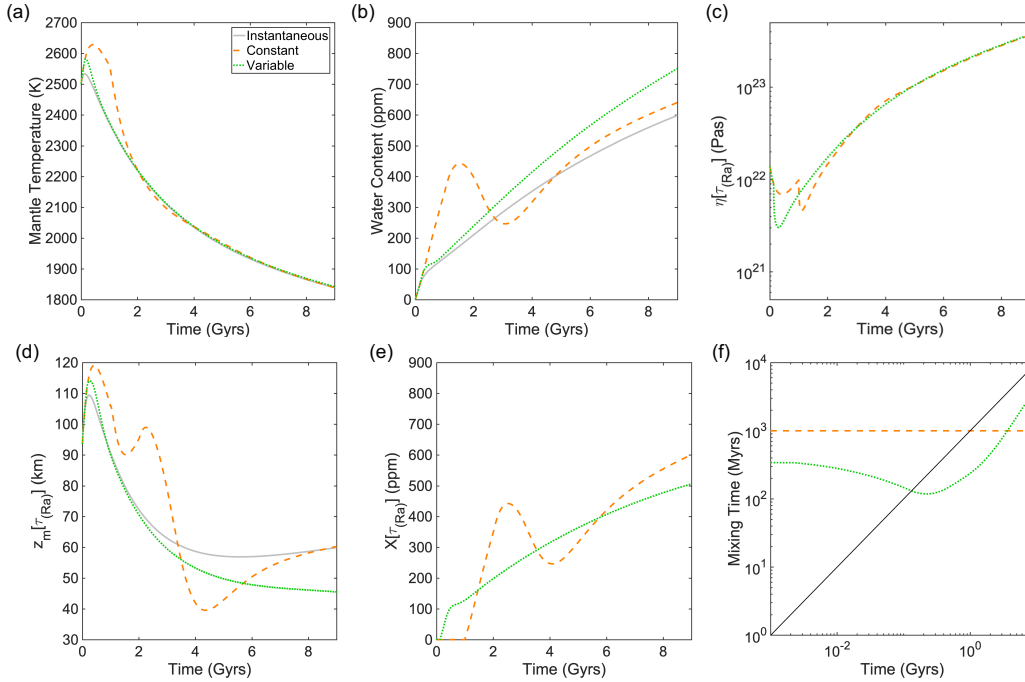 (a)
Mantle Temperature (K)
2700
2600
2500
2400
2300
2200
2100
2000
1900
1800
0 2 4 6 8
Time (Gyrs)
Instantaneous
Constant
Variable
(b)
Water Content (ppm)
900
800
700
600
500
400
300
200
100
0
0 2 4 6 8
Time (Gyrs)
(c)
η[τ(Ra)] (Pas)
10^23
10^22
10^21
0 2 4 6 8
Time (Gyrs)
(d)
z_m[τ(Ra)] (km)
120
110
100
90
80
70
60
50
40
30
0 2 4 6 8
Time (Gyrs)
(e)
X[τ(Ra)] (ppm)
900
800
700
600
500
400
300
200
100
0
0 2 4 6 8
Time (Gyrs)
(f)
Mixing Time (Myrs)
10^4
10^3
10^2
10^1
10^0
10^-2 10^-1 10^0
Time (Gyrs)